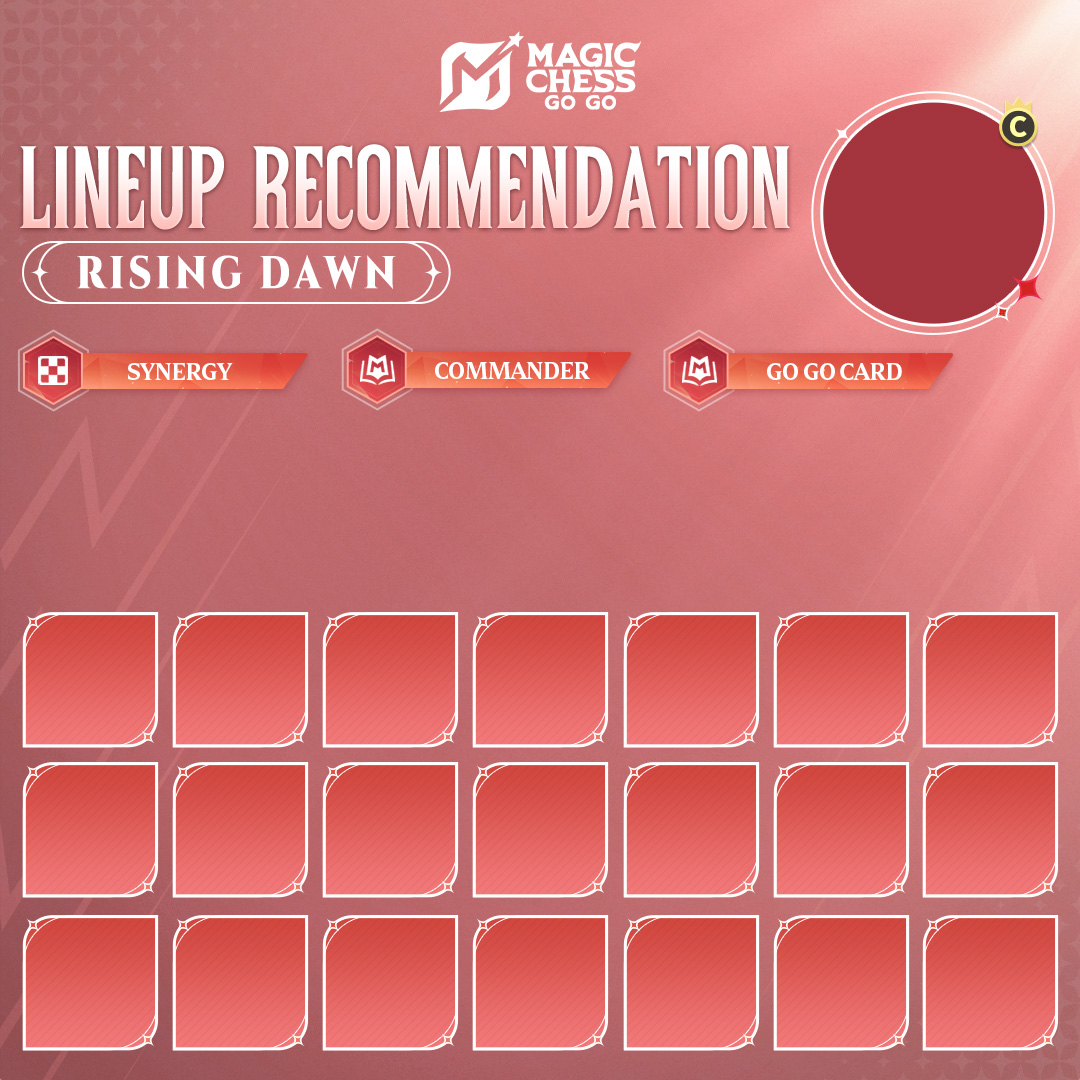 MAGIC
CHESS
GO GO
C
LINEUP RECOMMENDATION
RISING DAWN
SYNERGY
COMMANDER
GO GO CARD